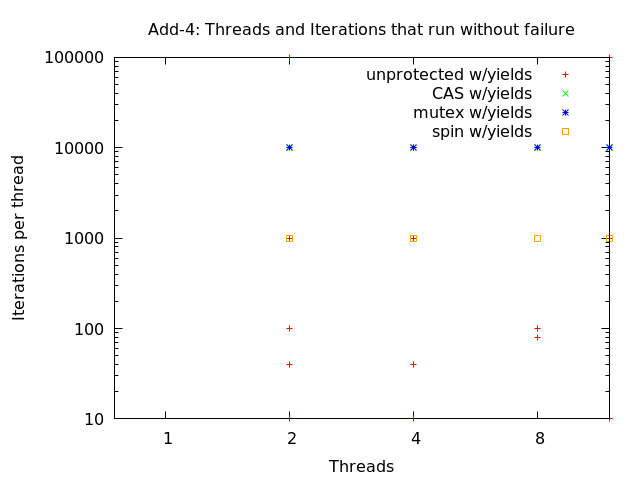 Add-4: Threads and Iterations that run without failure
unprotected w/yields
CAS w/yields
mutex w/yields
spin w/yields
Iterations per thread
100000
10000
1000
100
10
1 2 4 8
Threads